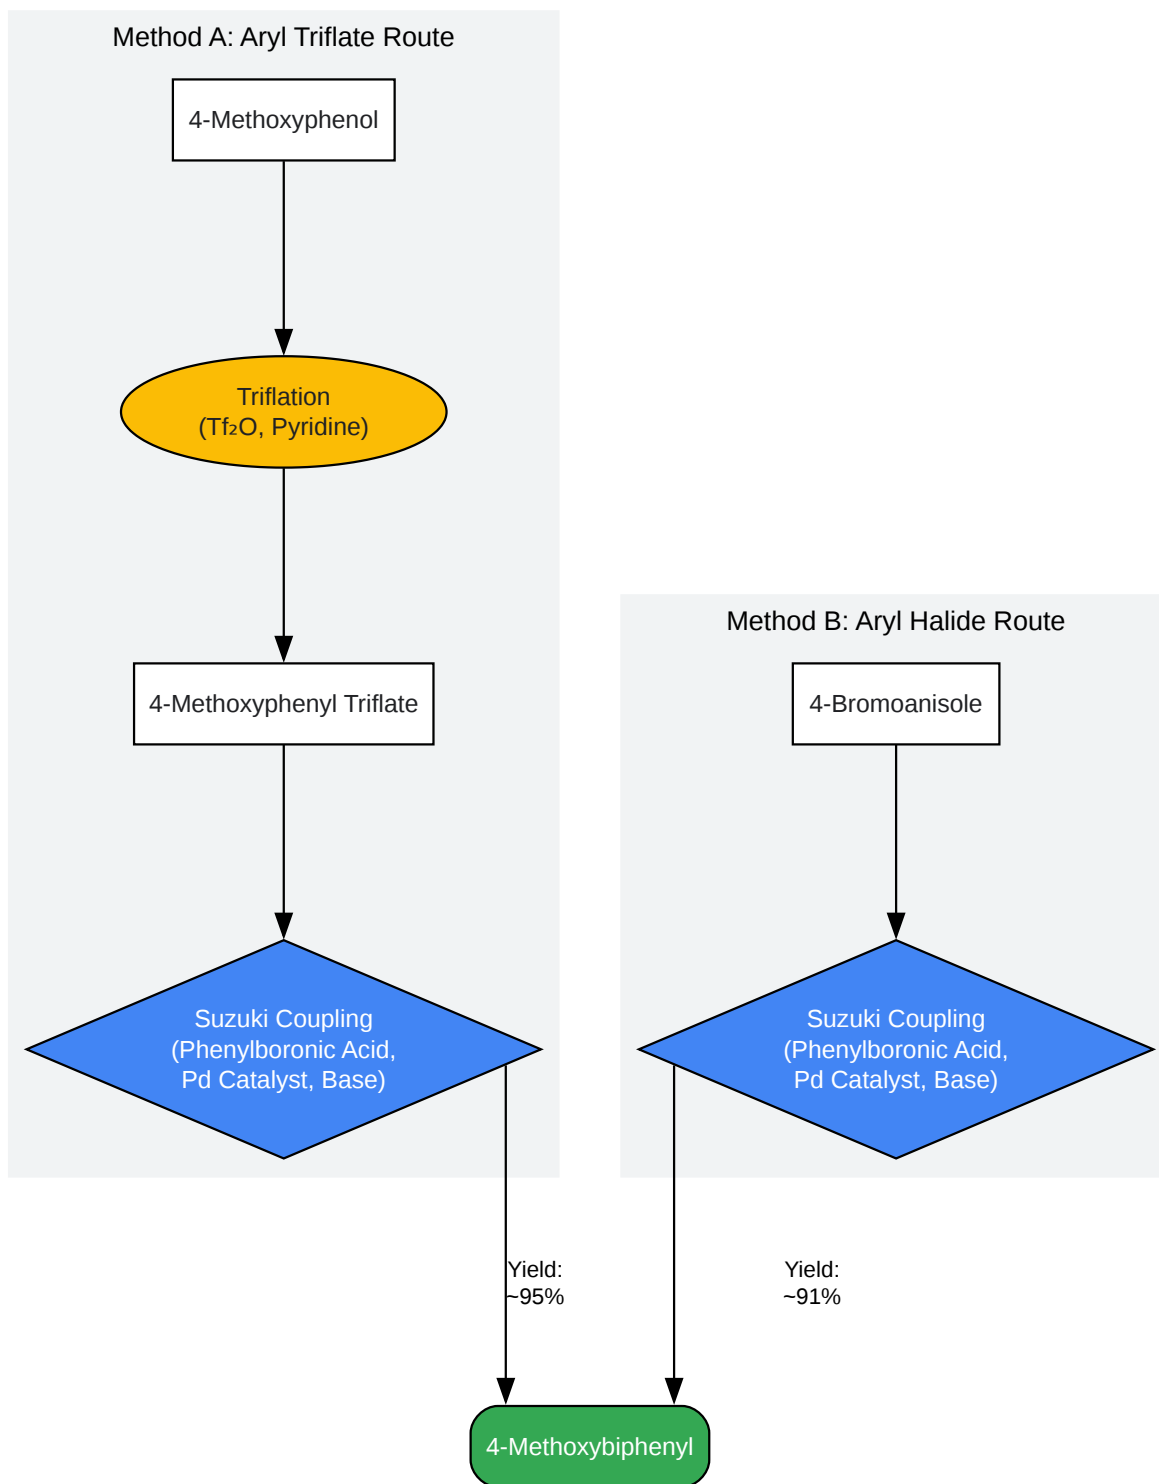 Method A: Aryl Triflate Route
4-Methoxyphenol
Triflation
(Tf₂O, Pyridine)
4-Methoxyphenyl Triflate
Suzuki Coupling
(Phenylboronic Acid,
Pd Catalyst, Base)
Method B: Aryl Halide Route
4-Bromoanisole
Suzuki Coupling
(Phenylboronic Acid,
Pd Catalyst, Base)
Yield:
~95%
Yield:
~91%
4-Methoxybiphenyl